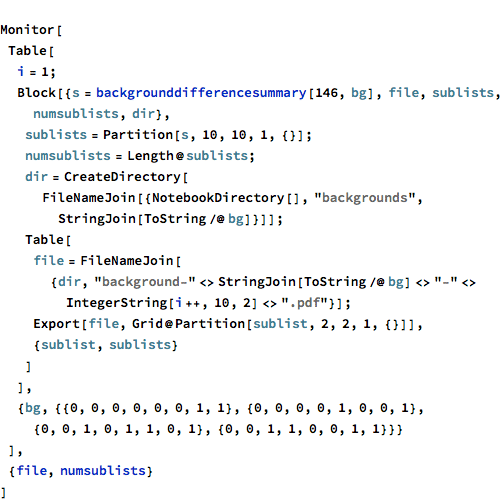 Monitor[
Table[
i = 1;
Block[{s = backgrounddifferencesummary[146, bg], file, sublists,
numsublists, dir},
sublists = Partition[s, 10, 10, 1, {}];
numsublists = Length@sublists;
dir = CreateDirectory[
FileNameJoin[{NotebookDirectory[], "backgrounds",
StringJoin[ToString /@ bg]}]];
Table[
file = FileNameJoin[
{dir, "background-" <> StringJoin[ToString /@ bg] <> "-" <>
IntegerString[i ++, 10, 2] <> ".pdf"}];
Export[file, Grid@Partition[sublist, 2, 2, 1, {}]],
{sublist, sublists}
]
],
{bg, {{0, 0, 0, 0, 0, 0, 1, 1}, {0, 0, 0, 0, 1, 0, 0, 1},
{0, 0, 1, 0, 1, 1, 0, 1}, {0, 0, 1, 1, 0, 0, 1, 1}}}
],
{file, numsublists}
]